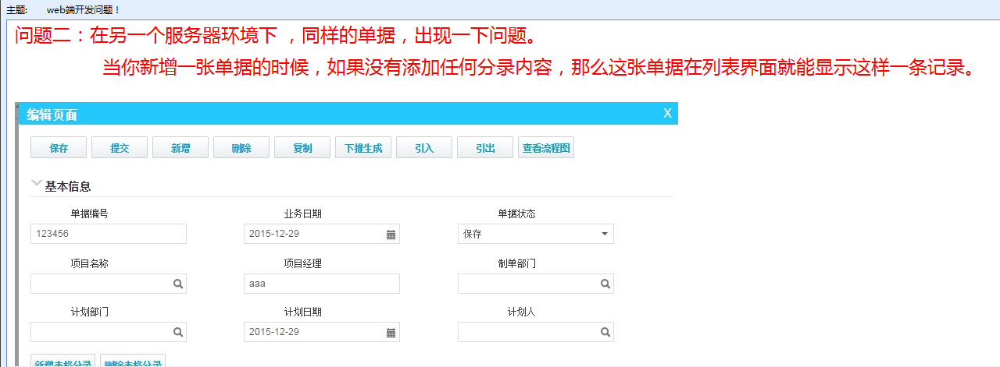 主题: web端开发问题！
问题二：在另一个服务器环境下 ，同样的单据，出现一下问题。
当你新增一张单据的时候，如果没有添加任何分录内容，那么这张单据在列表界面就能显示这样一条记录。
编辑页面 X
保存 提交 新增 删除 复制 下推生成 引入 引出 查看流程图
基本信息
单据编号 业务日期 单据状态
123456 2015-12-29 保存
项目名称 项目经理 制单部门
aaa
计划部门 计划日期 计划人
2015-12-29
新增表格分录 删除表格分录